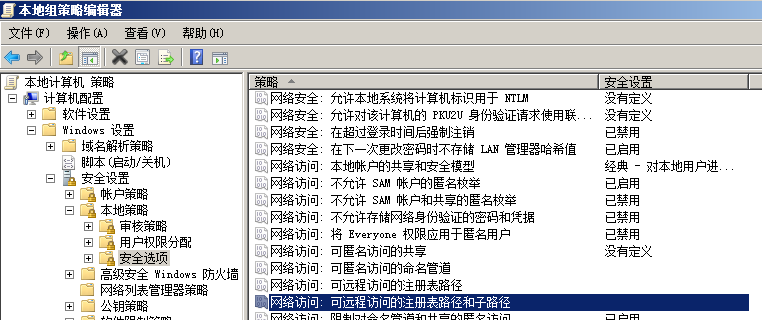 本地组策略编辑器
文件(F) 操作(A) 查看(V) 帮助(H)
本地计算机 策略
计算机配置
软件设置
Windows 设置
域名解析策略
脚本(启动/关机)
安全设置
帐户策略
本地策略
审核策略
用户权限分配
安全选项
高级安全 Windows 防火墙
网络列表管理器策略
公钥策略
软件限制策略
策略 安全设置
网络安全: 允许本地系统将计算机标识用于 NTLM 没有定义
网络安全: 允许对该计算机的 PKU2U 身份验证请求使用联... 没有定义
网络安全: 在超过登录时间后强制注销 已禁用
网络安全: 在下一次更改密码时不存储 LAN 管理器哈希值 已启用
网络访问: 本地帐户的共享和安全模型 经典 - 对本地用户进...
网络访问: 不允许 SAM 帐户的匿名枚举 已启用
网络访问: 不允许 SAM 帐户和共享的匿名枚举 已禁用
网络访问: 不允许存储网络身份验证的密码和凭据 已禁用
网络访问: 将 Everyone 权限应用于匿名用户 已禁用
网络访问: 可匿名访问的共享 没有定义
网络访问: 可匿名访问的命名管道
网络访问: 可远程访问的注册表路径
网络访问: 可远程访问的注册表路径和子路径
网络访问: 限制对命名管道和共享的匿名访问 已启用